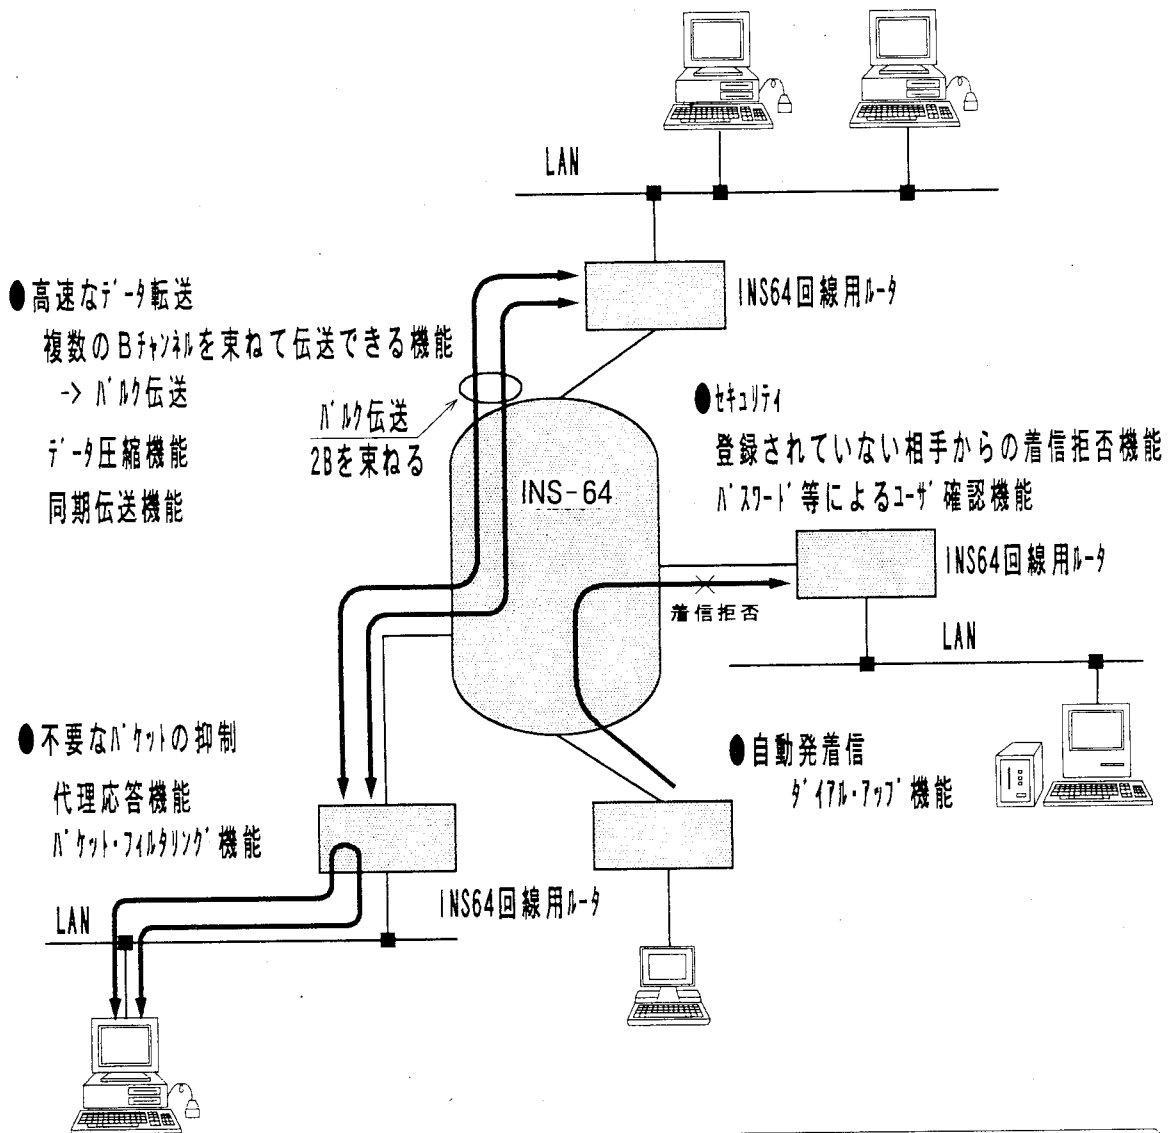 LAN
INS64回線用ルータ
●高速なデータ転送
複数のBチャンネルを束ねて伝送できる機能
-> バルク伝送
データ圧縮機能
同期伝送機能
バルク伝送
2Bを束ねる
INS-64
●セキュリティ
登録されていない相手からの着信拒否機能
パスワード等によるユーザ確認機能
INS64回線用ルータ
着信拒否
LAN
●不要なパケットの抑制
代理応答機能
パケット・フィルタリング機能
●自動発着信
ダイアル・アップ機能
INS64回線用ルータ
LAN